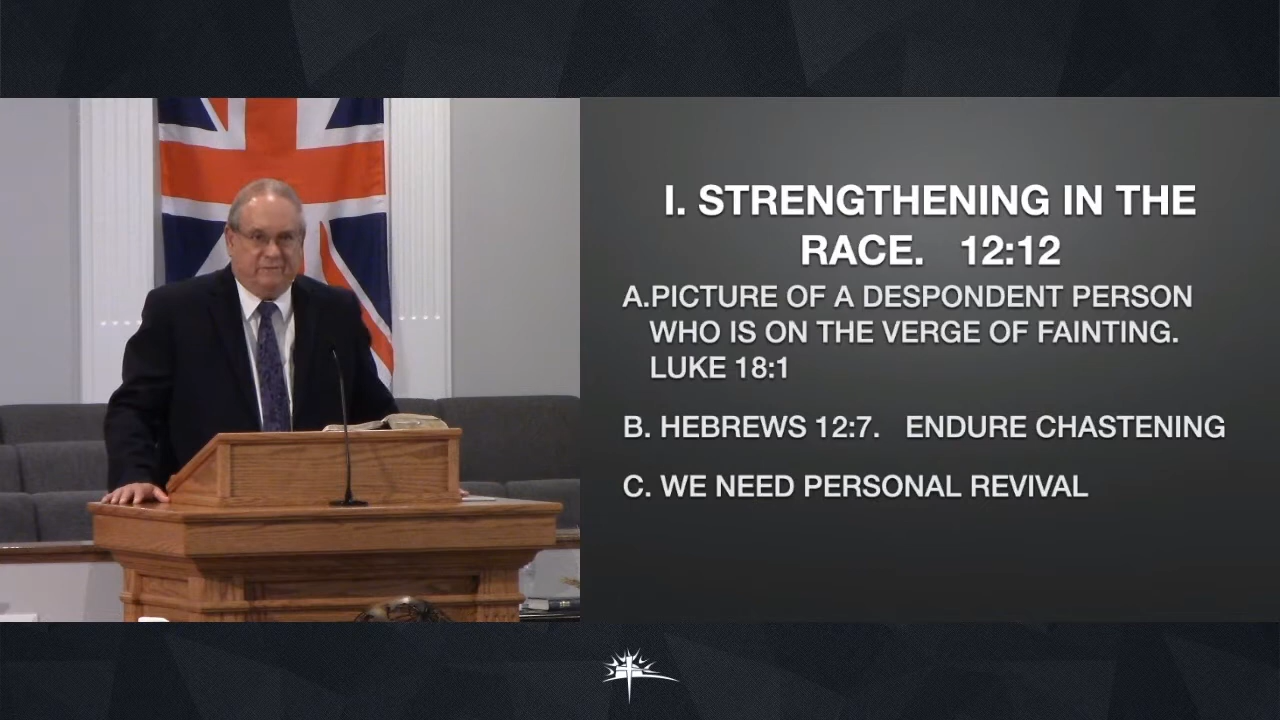 I. STRENGTHENING IN THE
RACE. 12:12
A.PICTURE OF A DESPONDENT PERSON
WHO IS ON THE VERGE OF FAINTING.
LUKE 18:1
B. HEBREWS 12:7. ENDURE CHASTENING
C. WE NEED PERSONAL REVIVAL